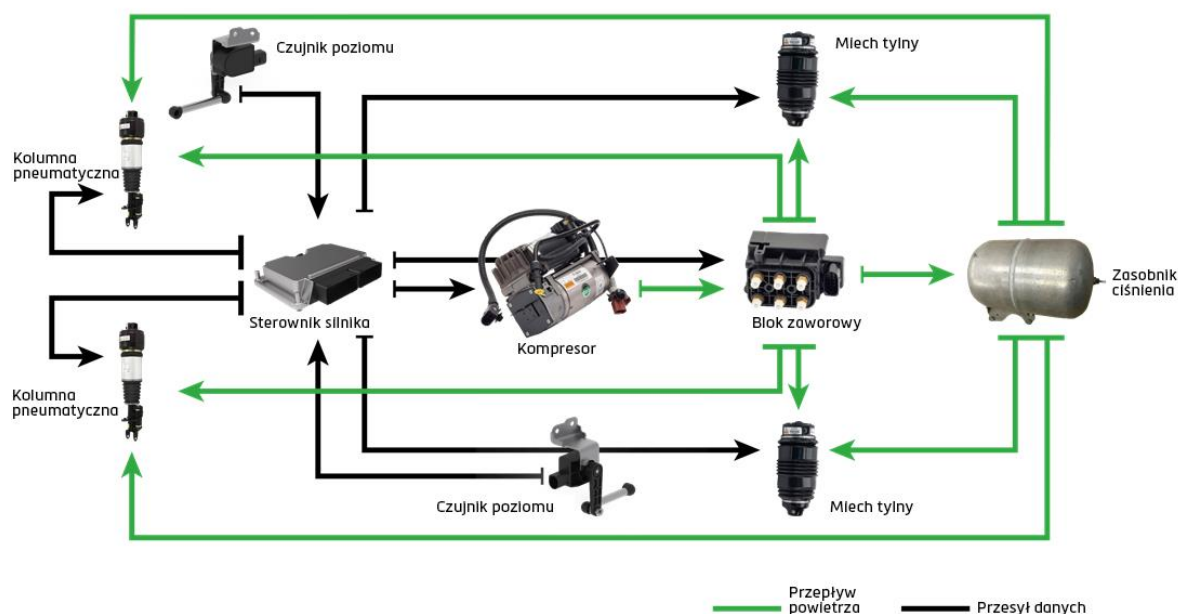 Czujnik poziomu
Miech tylny
Kolumna
pneumatyczna
Sterownik silnika
Kompresor
Blok zaworowy
Zasobnik
ciśnienia
Kolumna
pneumatyczna
Czujnik poziomu
Miech tylny
Przepływ
powietrza
Przesył danych